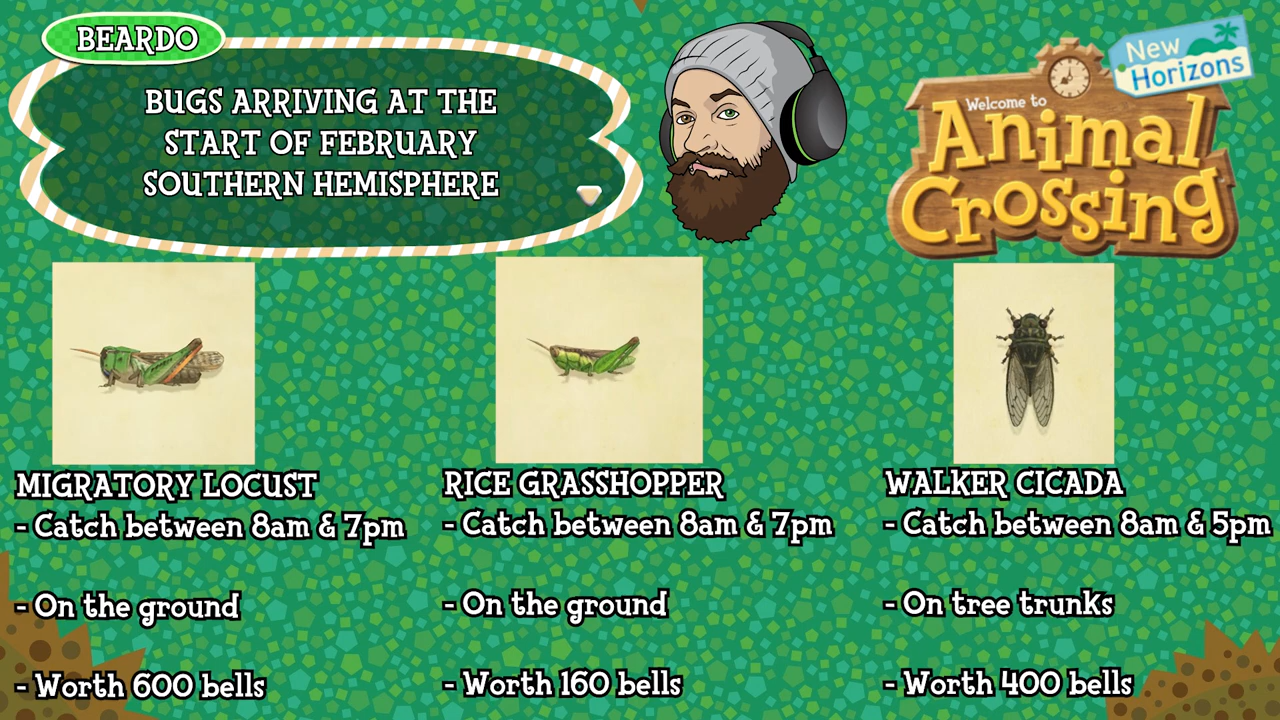 BEARDO
BUGS ARRIVING AT THE
START OF FEBRUARY
SOUTHERN HEMISPHERE
New
Horizons
Welcome to
Animal
Crossing
MIGRATORY LOCUST
- Catch between 8am & 7pm
- On the ground
- Worth 600 bells
RICE GRASSHOPPER
- Catch between 8am & 7pm
- On the ground
- Worth 160 bells
WALKER CICADA
- Catch between 8am & 5pm
- On tree trunks
- Worth 400 bells